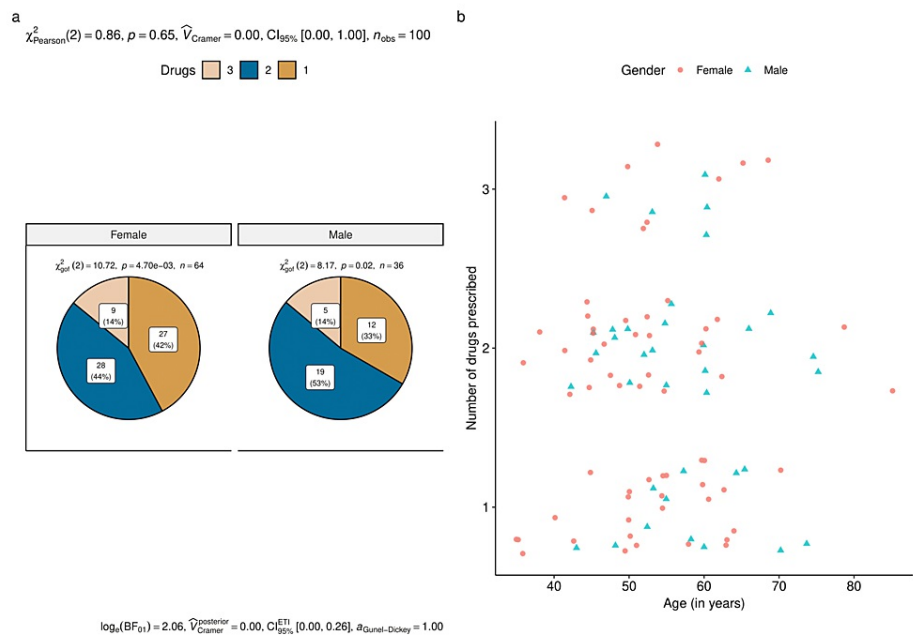 a
χ²Pearson(2) = 0.86, p = 0.65, V̂Cramer = 0.00, CI95% [0.00, 1.00], nobs = 100
Drugs 3 2 1
Female
χ²gof(2) = 10.72, p = 4.70e−03, n = 64
9
(14%)
27
(42%)
28
(44%)
Male
χ²gof(2) = 8.17, p = 0.02, n = 36
5
(14%)
12
(33%)
19
(53%)
loge(BF01) = 2.06, V̂posteriorCramer = 0.00, CIETI95% [0.00, 0.26], aGunel−Dickey = 1.00
b
Gender Female Male
Number of drugs prescribed
3
2
1
40 50 60 70 80
Age (in years)